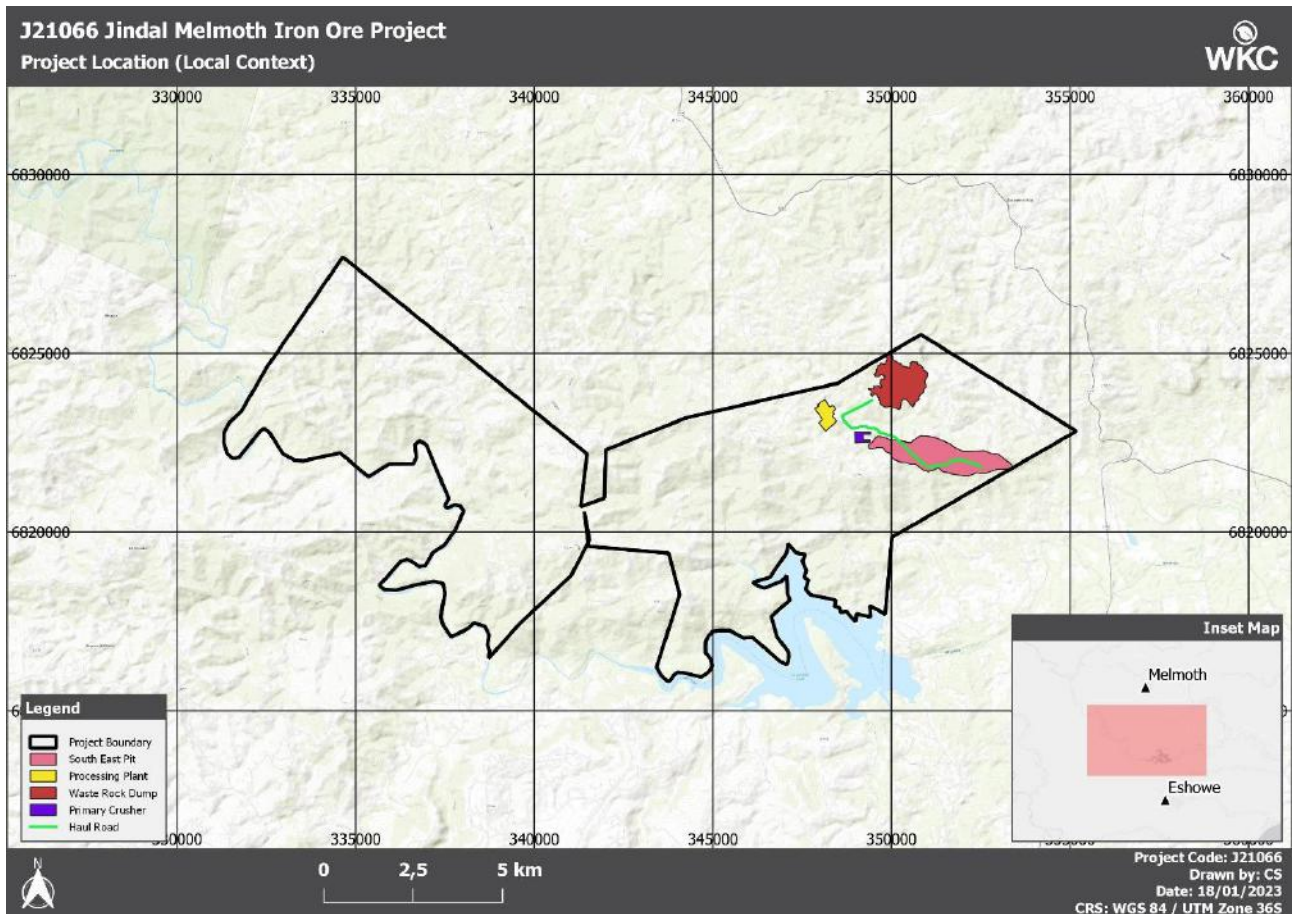 J21066 Jindal Melmoth Iron Ore Project
Project Location (Local Context)
WKC
330000 335000 340000 345000 350000 355000 360000
6830000 6830000
6825000 6825000
6820000 6820000
Inset Map
Melmoth
Eshowe
Legend
Project Boundary
South East Pit
Processing Plant
Waste Rock Dump
Primary Crusher
Haul Road
335000 340000 345000 350000
N
0 2,5 5 km
Project Code: J21066
Drawn by: CS
Date: 18/01/2023
CRS: WGS 84 / UTM Zone 36S